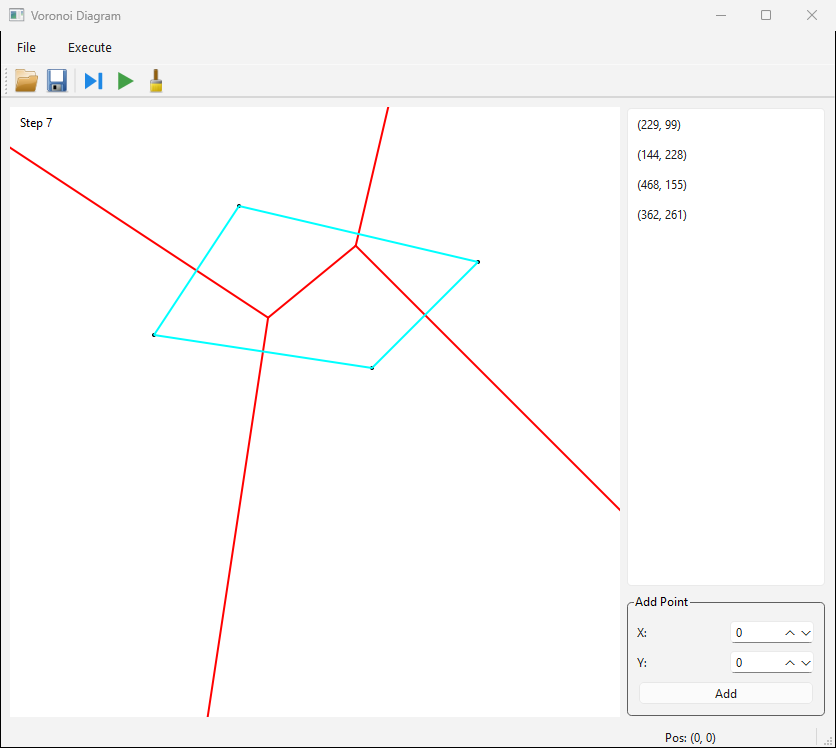 Voronoi Diagram
File Execute
Step 7
(229, 99)
(144, 228)
(468, 155)
(362, 261)
Add Point
X: 0
Y: 0
Add
Pos: (0, 0)